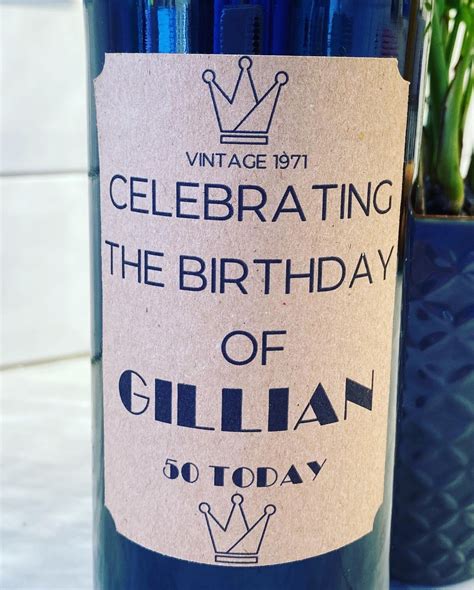 VINTAGE 1971
CELEBRATING
THE BIRTHDAY
OF
GILLIAN
50 TODAY